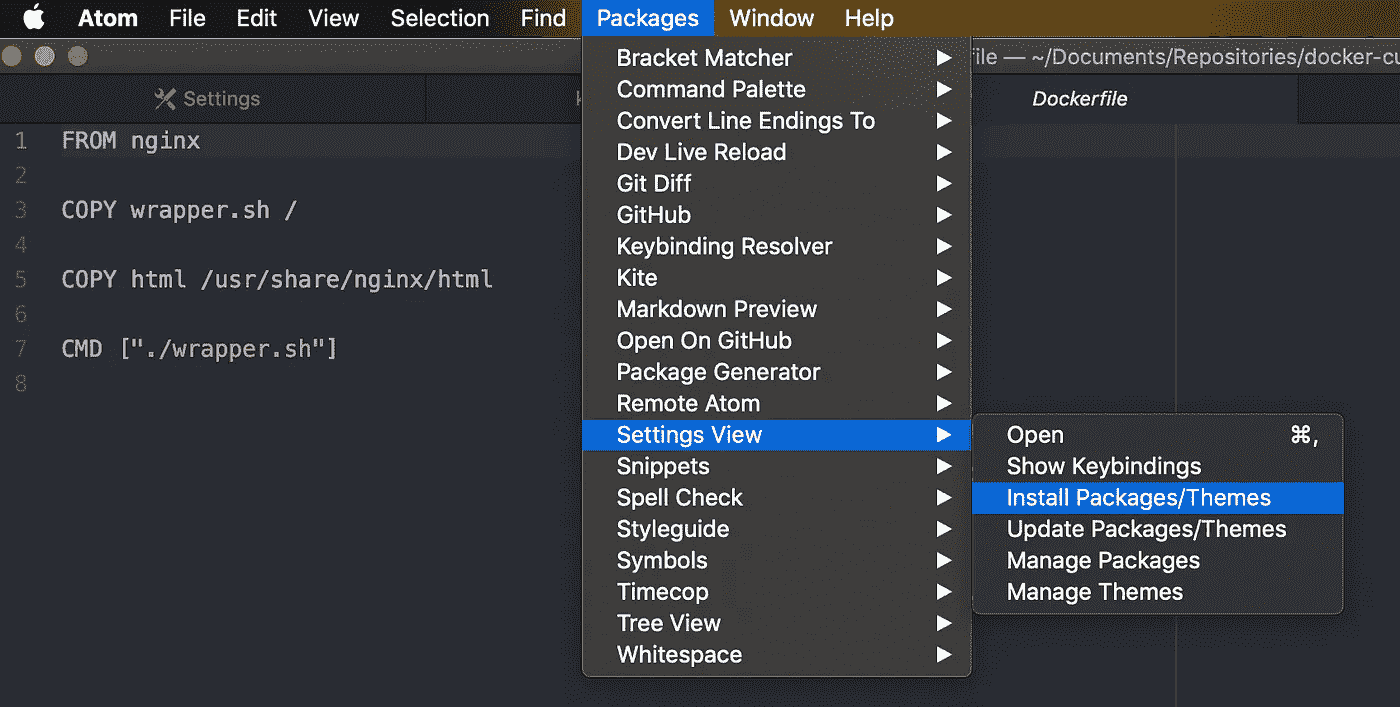 Atom File Edit View Selection Find Packages Window Help
— ~/Documents/Repositories/
Settings
Dockerfile
1 FROM nginx
2
3 COPY wrapper.sh /
4
5 COPY html /usr/share/nginx/html
6
7 CMD ["./wrapper.sh"]
8
Bracket Matcher
Command Palette
Convert Line Endings To
Dev Live Reload
Git Diff
GitHub
Keybinding Resolver
Kite
Markdown Preview
Open On GitHub
Package Generator
Remote Atom
Settings View
Snippets
Spell Check
Styleguide
Symbols
Timecop
Tree View
Whitespace
Open ⌘,
Show Keybindings
Install Packages/Themes
Update Packages/Themes
Manage Packages
Manage Themes